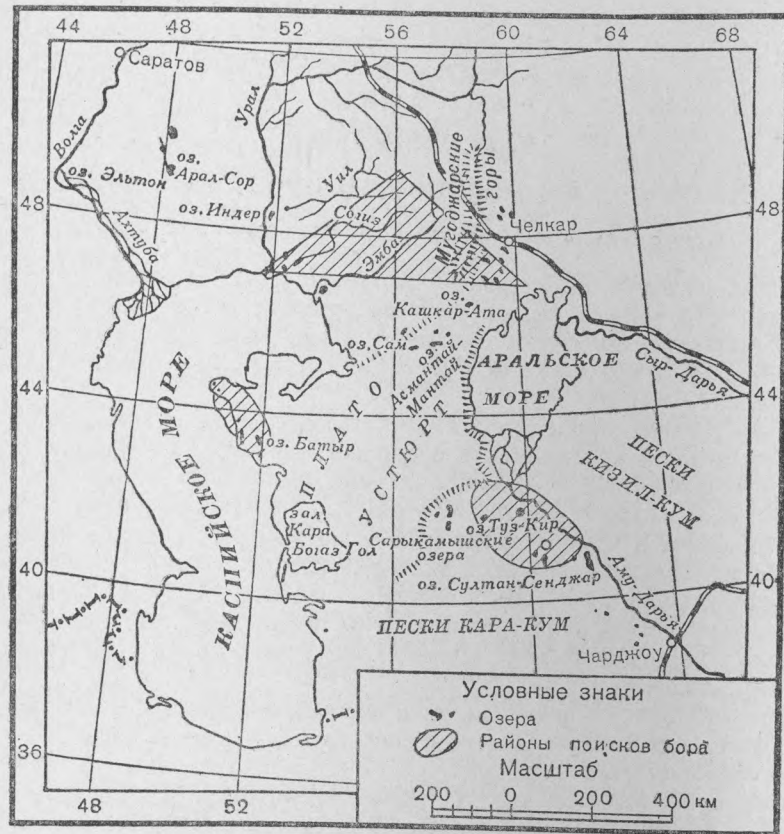 44 48 52 56 60 64 68
Саратов
Волга
Урал
оз.
Арал-Сор
оз. Эльтон
Уил
Мугоджарские
горы
48
48
Ахтуба
оз. Индер
Сагиз
Эмба
Челкар
оз.
Кашкар-Ата
оз. Сам
оз.
Асмантай-
Мантай
АРАЛЬСКОЕ
МОРЕ
Сыр-Дарья
44
44
КАСПИЙСКОЕ МОРЕ
ПЛАТО
УСТЮРТ
ПЕСКИ
КИЗИЛ-КУМ
оз. Батыр
зал.
Кара
Богаз Гол
оз. Туз-Кир
Сарыкамышские
озера
40
40
оз. Султан-Сенджар
Аму-Дарья
ПЕСКИ КАРА-КУМ
Чарджоу
36
48 52
Условные знаки
Озера
Районы поисков бора
Масштаб
200 0 200 400 км